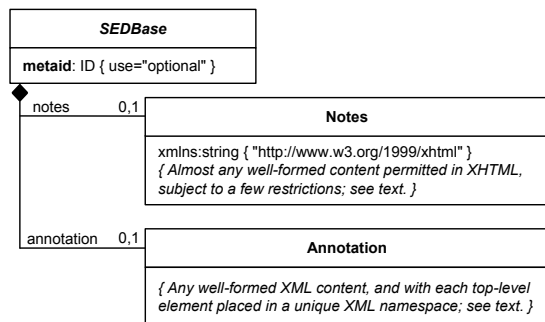 SEDBase
metaid: ID { use="optional" }
notes 0,1
Notes
xmlns:string { "http://www.w3.org/1999/xhtml" }
{ Almost any well-formed content permitted in XHTML,
subject to a few restrictions; see text. }
annotation 0,1
Annotation
{ Any well-formed XML content, and with each top-level
element placed in a unique XML namespace; see text. }